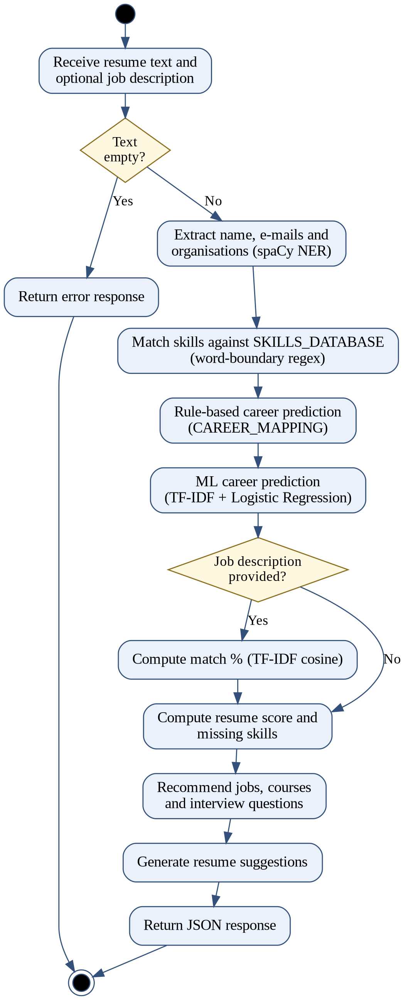 Receive resume text and
optional job description
Text
empty?
Yes
No
Extract name, e-mails and
organisations (spaCy NER)
Return error response
Match skills against SKILLS_DATABASE
(word-boundary regex)
Rule-based career prediction
(CAREER_MAPPING)
ML career prediction
(TF-IDF + Logistic Regression)
Job description
provided?
Yes
Compute match % (TF-IDF cosine)
No
Compute resume score and
missing skills
Recommend jobs, courses
and interview questions
Generate resume suggestions
Return JSON response